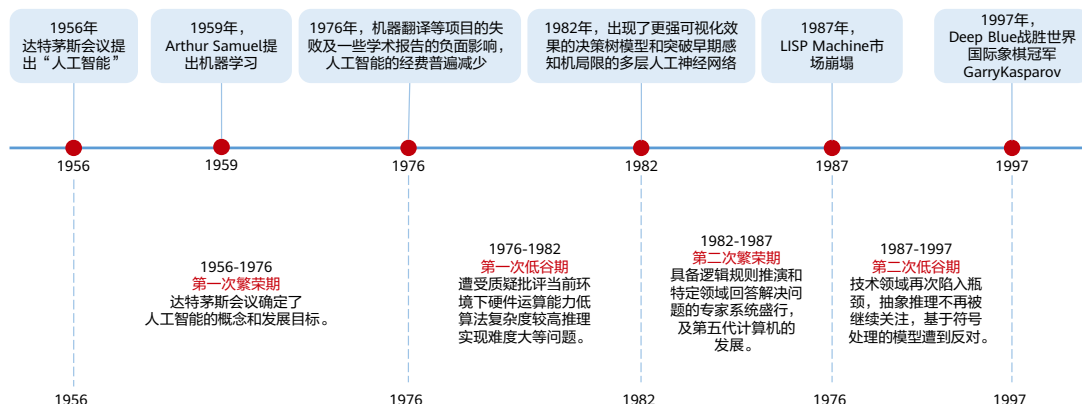 1956年
达特茅斯会议提
出“人工智能”
1959年，
Arthur Samuel提
出机器学习
1976年，机器翻译等项目的失
败及一些学术报告的负面影响，
人工智能的经费普遍减少
1982年，出现了更强可视化效
果的决策树模型和突破早期感
知机局限的多层人工神经网络
1987年，
LISP Machine市
场崩塌
1997年，
Deep Blue战胜世界
国际象棋冠军
GarryKasparov
1956
1959
1976
1982
1987
1997
1956-1976
第一次繁荣期
达特茅斯会议确定了
人工智能的概念和发展目标。
1976-1982
第一次低谷期
遭受质疑批评当前环
境下硬件运算能力低
算法复杂度较高推理
实现难度大等问题。
1982-1987
第二次繁荣期
具备逻辑规则推演和
特定领域回答解决问
题的专家系统盛行，
及第五代计算机的
发展。
1987-1997
第二次低谷期
技术领域再次陷入瓶
颈，抽象推理不再被
继续关注，基于符号
处理的模型遭到反对。
1956
1976
1982
1976
1997